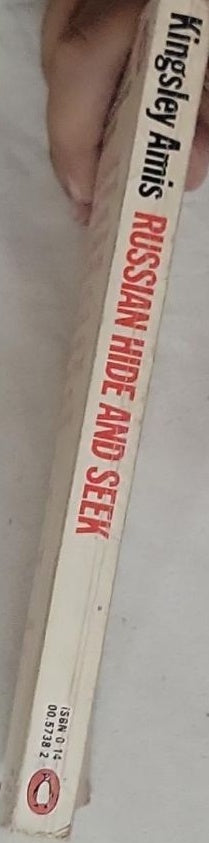 Kingsley Amis RUSSIAN HIDE AND SEEK
ISBN 0 14
00.5738 2